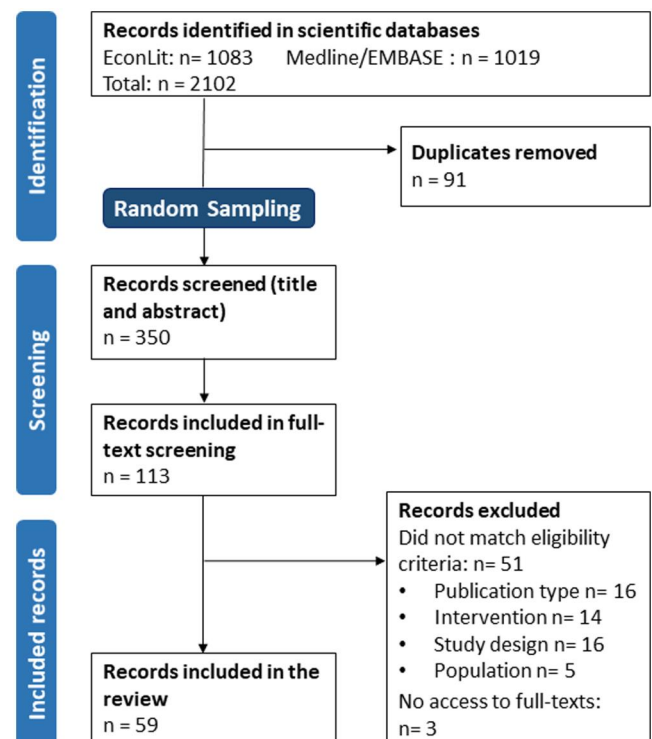 Identification
Records identified in scientific databases
EconLit: n= 1083 Medline/EMBASE : n = 1019
Total: n = 2102
Duplicates removed
n = 91
Random Sampling
Screening
Records screened (title
and abstract)
n = 350
Records included in full-
text screening
n = 113
Included records
Records excluded
Did not match eligibility
criteria: n= 51
• Publication type n= 16
• Intervention n= 14
• Study design n= 16
• Population n= 5
No access to full-texts:
n= 3
Records included in the
review
n = 59